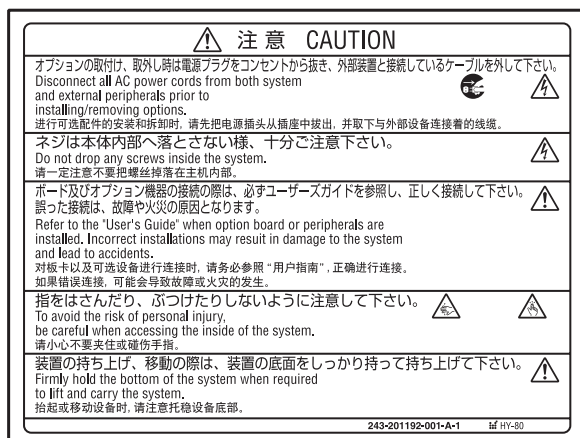 注意 CAUTION
オプションの取付け、取外し時は電源プラグをコンセントから抜き、外部装置と接続しているケーブルを外して下さい。
Disconnect all AC power cords from both system
and external peripherals prior to
installing/removing options.
进行可选配件的安装和拆卸时, 请先把电源插头从插座中拔出, 并取下与外部设备连接着的线缆。
ネジは本体内部へ落とさない様、十分ご注意下さい。
Do not drop any screws inside the system.
请一定注意不要把螺丝掉落在主机内部。
ボード及びオプション機器の接続の際は、必ずユーザーズガイドを参照し、正しく接続して下さい。
誤った接続は、故障や火災の原因となります。
Refer to the "User's Guide" when option board or peripherals are
installed. Incorrect installations may resuit in damage to the system
and lead to accidents.
对板卡以及可选设备进行连接时, 请务必参照 "用户指南", 正确进行连接。
如果错误连接, 可能会导致故障或火灾的发生。
指をはさんだり、ぶつけたりしないように注意して下さい。
To avoid the risk of personal injury,
be careful when accessing the inside of the system.
请小心不要夹住或碰伤手指。
装置の持ち上げ、移動の際は、装置の底面をしっかり持って持ち上げて下さい。
Firmly hold the bottom of the system when required
to lift and carry the system.
抬起或移动设备时, 请注意托稳设备底部。
243-201192-001-A-1 HY-80